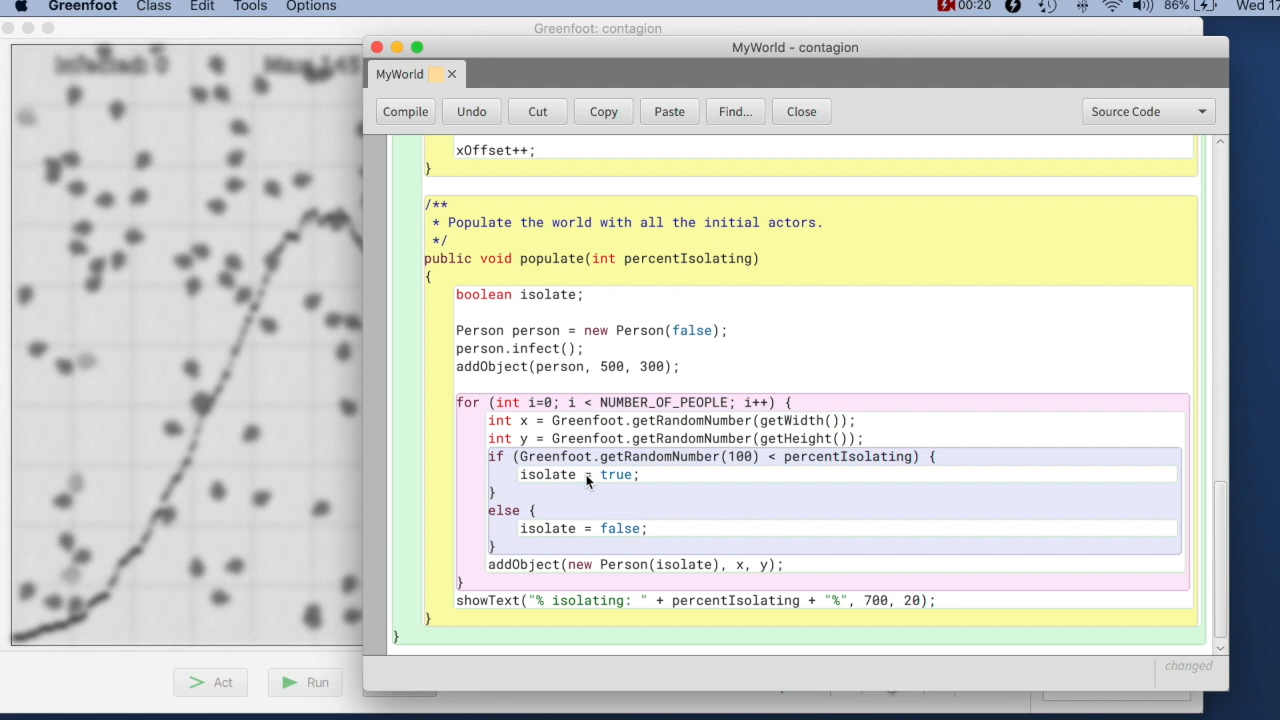 Greenfoot Class Edit Tools Options 00:20 86% Wed 17
Greenfoot: contagion
MyWorld - contagion
MyWorld
Compile Undo Cut Copy Paste Find... Close Source Code
Infected: 0
xOffset++;
}
/**
* Populate the world with all the initial actors.
*/
public void populate(int percentIsolating)
{
boolean isolate;
Person person = new Person(false);
person.infect();
addObject(person, 500, 300);
for (int i=0; i < NUMBER_OF_PEOPLE; i++) {
int x = Greenfoot.getRandomNumber(getWidth());
int y = Greenfoot.getRandomNumber(getHeight());
if (Greenfoot.getRandomNumber(100) < percentIsolating) {
isolate = true;
}
else {
isolate = false;
}
addObject(new Person(isolate), x, y);
}
showText("% isolating: " + percentIsolating + "%", 700, 20);
}
}
changed
Act Run